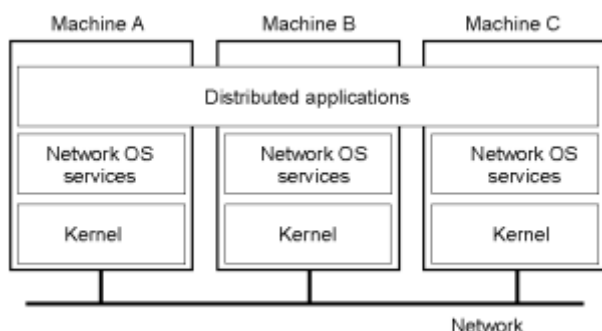 Machine A
Machine B
Machine C
Distributed applications
Network OS
services
Network OS
services
Network OS
services
Kernel
Kernel
Kernel
Network